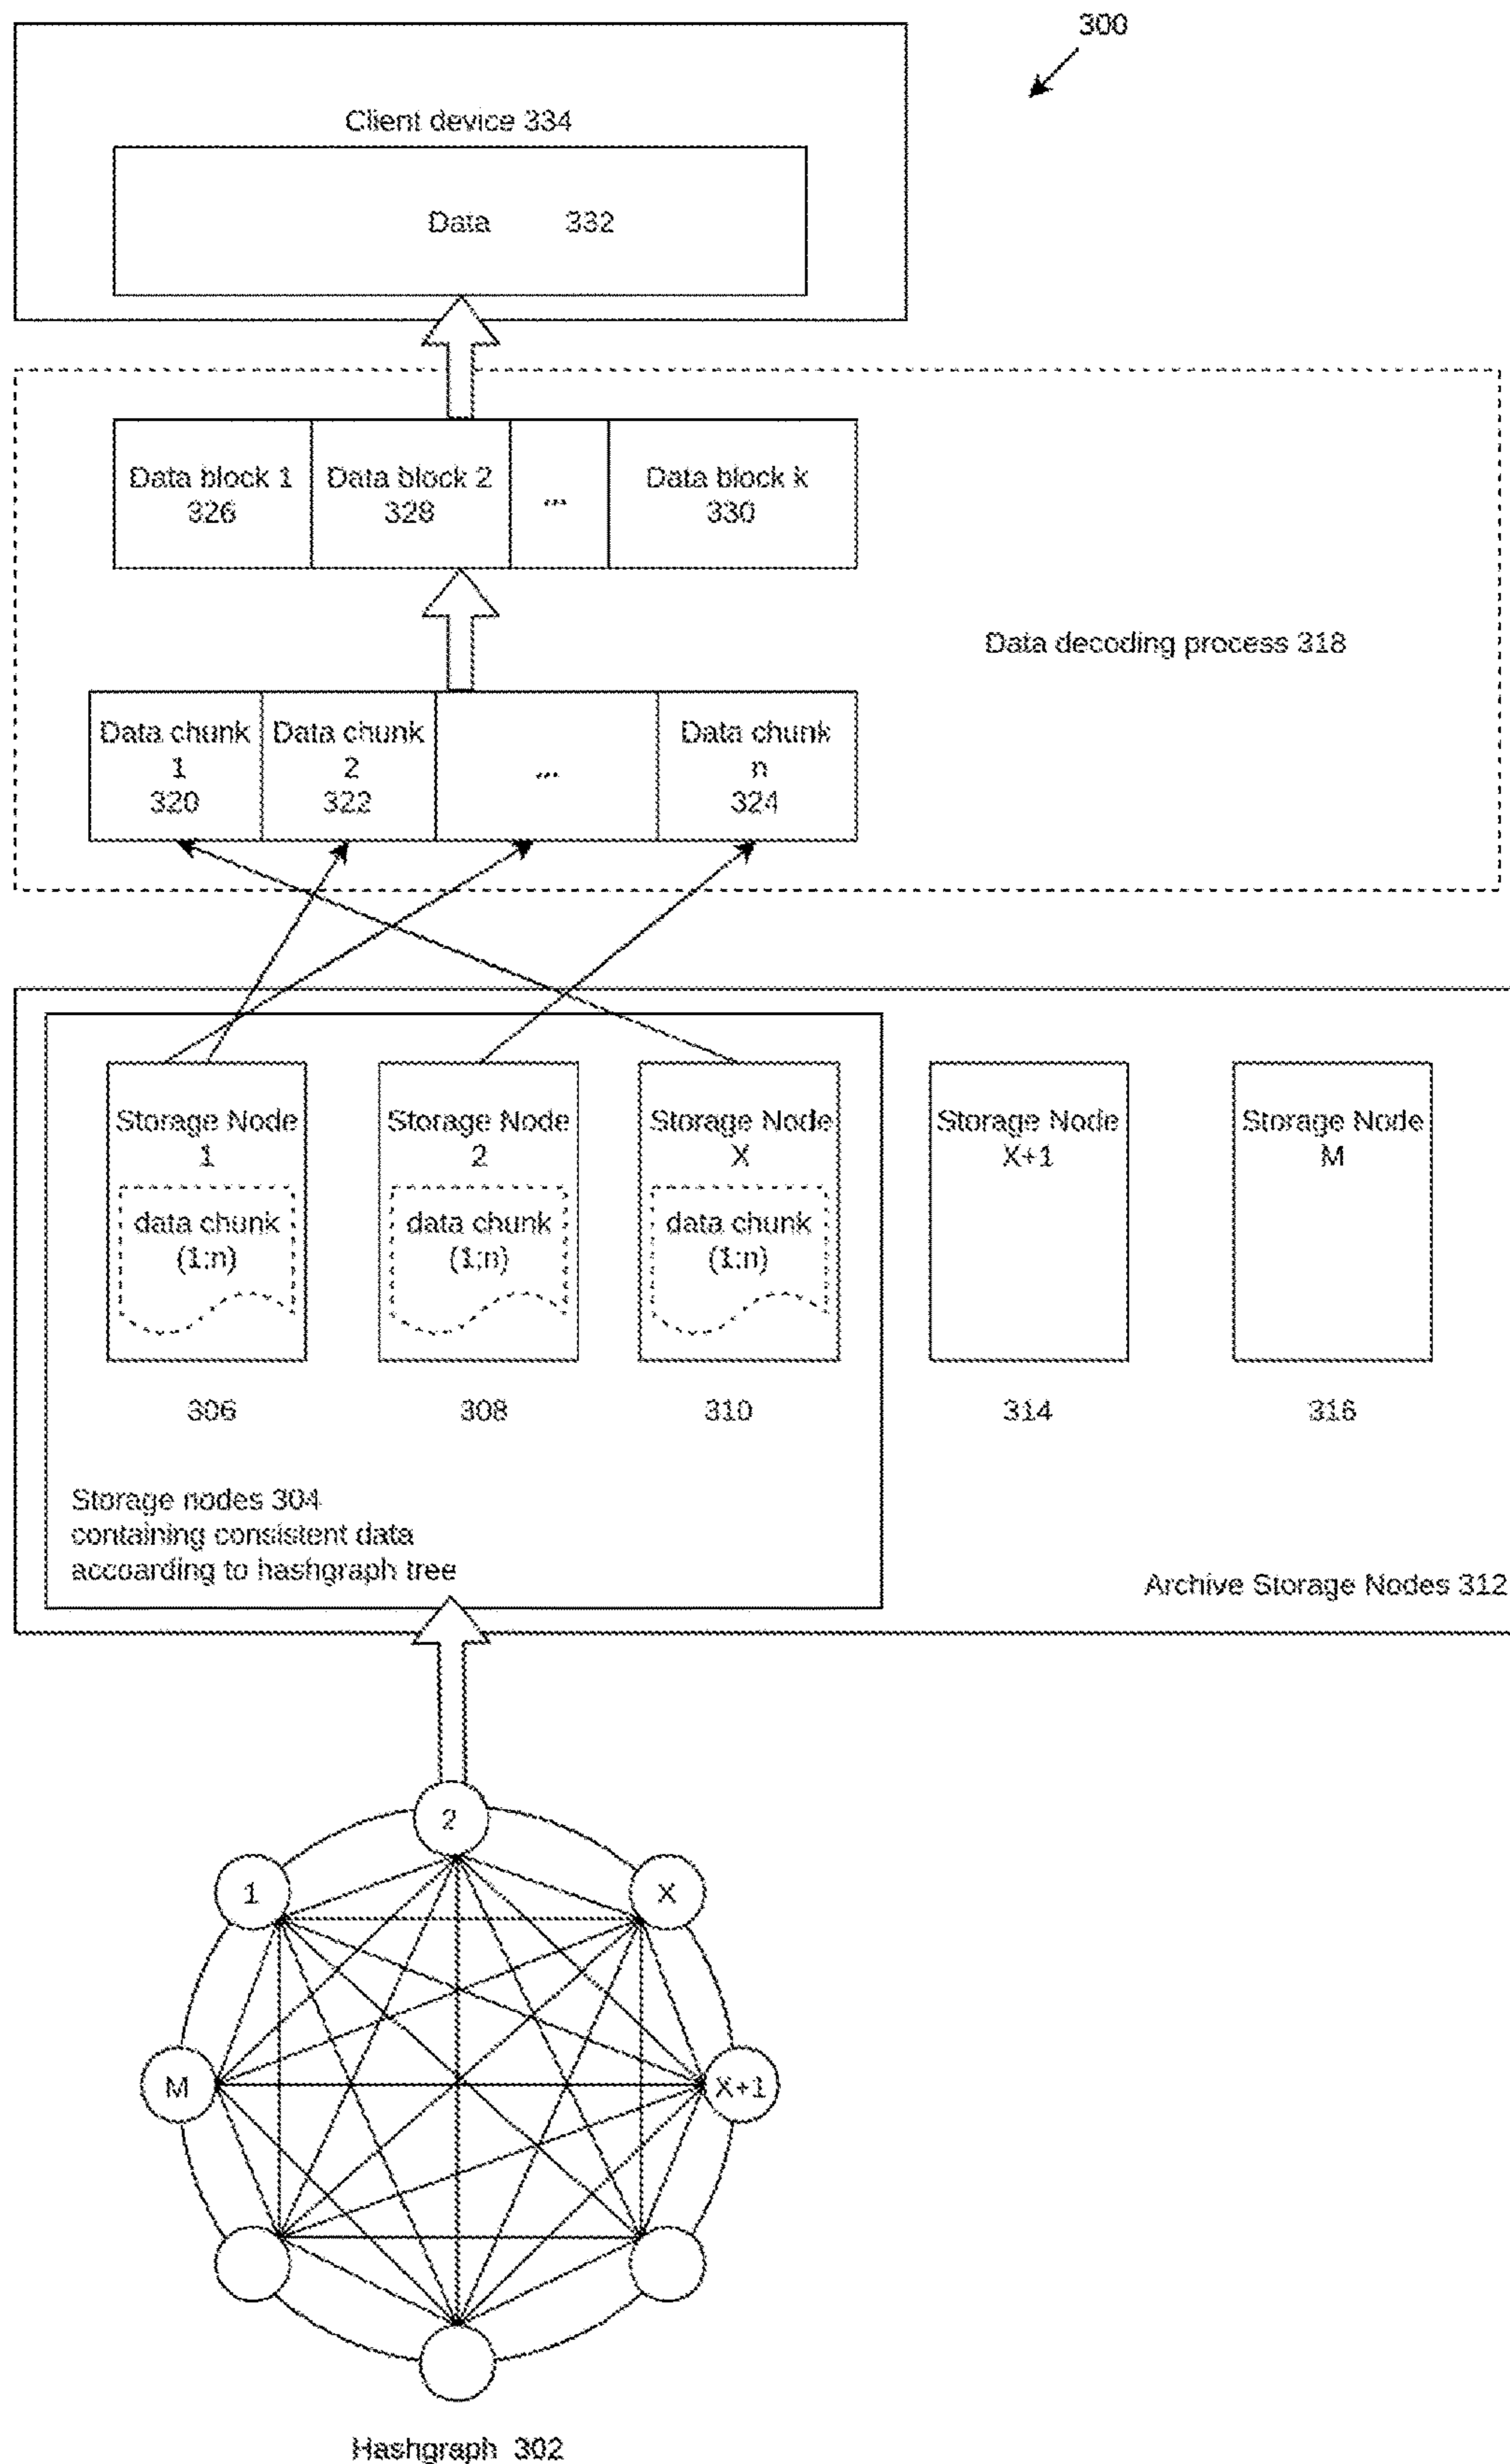 300
Client device 334
Data 332
Data block 1
326
Data block 2
328
...
Data block k
330
Data decoding process 318
Data chunk
1
320
Data chunk
2
322
...
Data chunk
n
324
Storage Node
1
data chunk
(1:n)
306
Storage Node
2
data chunk
(1:n)
308
Storage Node
X
data chunk
(1:n)
310
Storage Node
X+1
314
Storage Node
M
316
Storage nodes 304
containing consistent data
accoarding to hashgraph tree
Archive Storage Nodes 312
2
1
X
M
X+1
Hashgraph 302